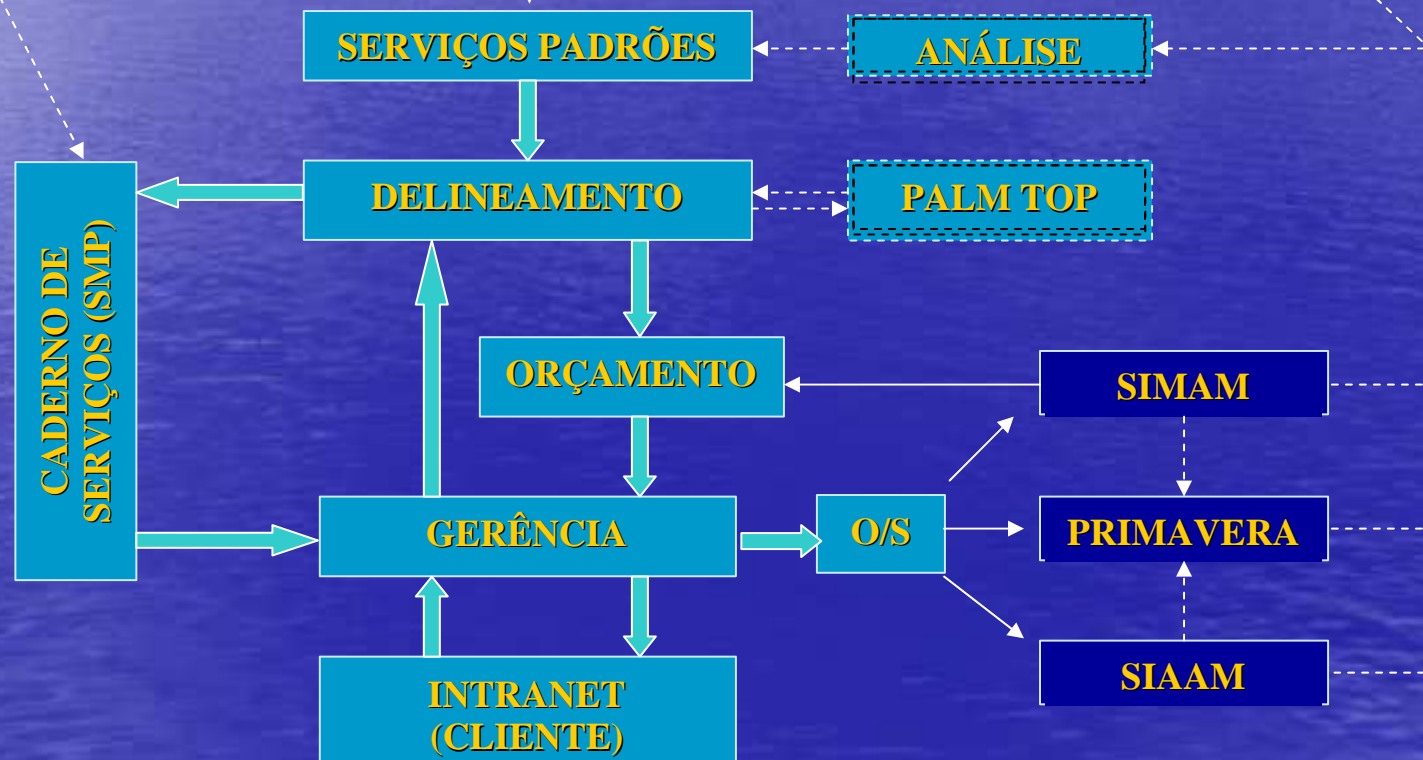 SERVIÇOS PADRÕES
ANÁLISE
DELINEAMENTO
PALM TOP
CADERNO DE
SERVIÇOS (SMP)
ORÇAMENTO
SIMAM
GERÊNCIA
O/S
PRIMAVERA
SIAAM
INTRANET
(CLIENTE)